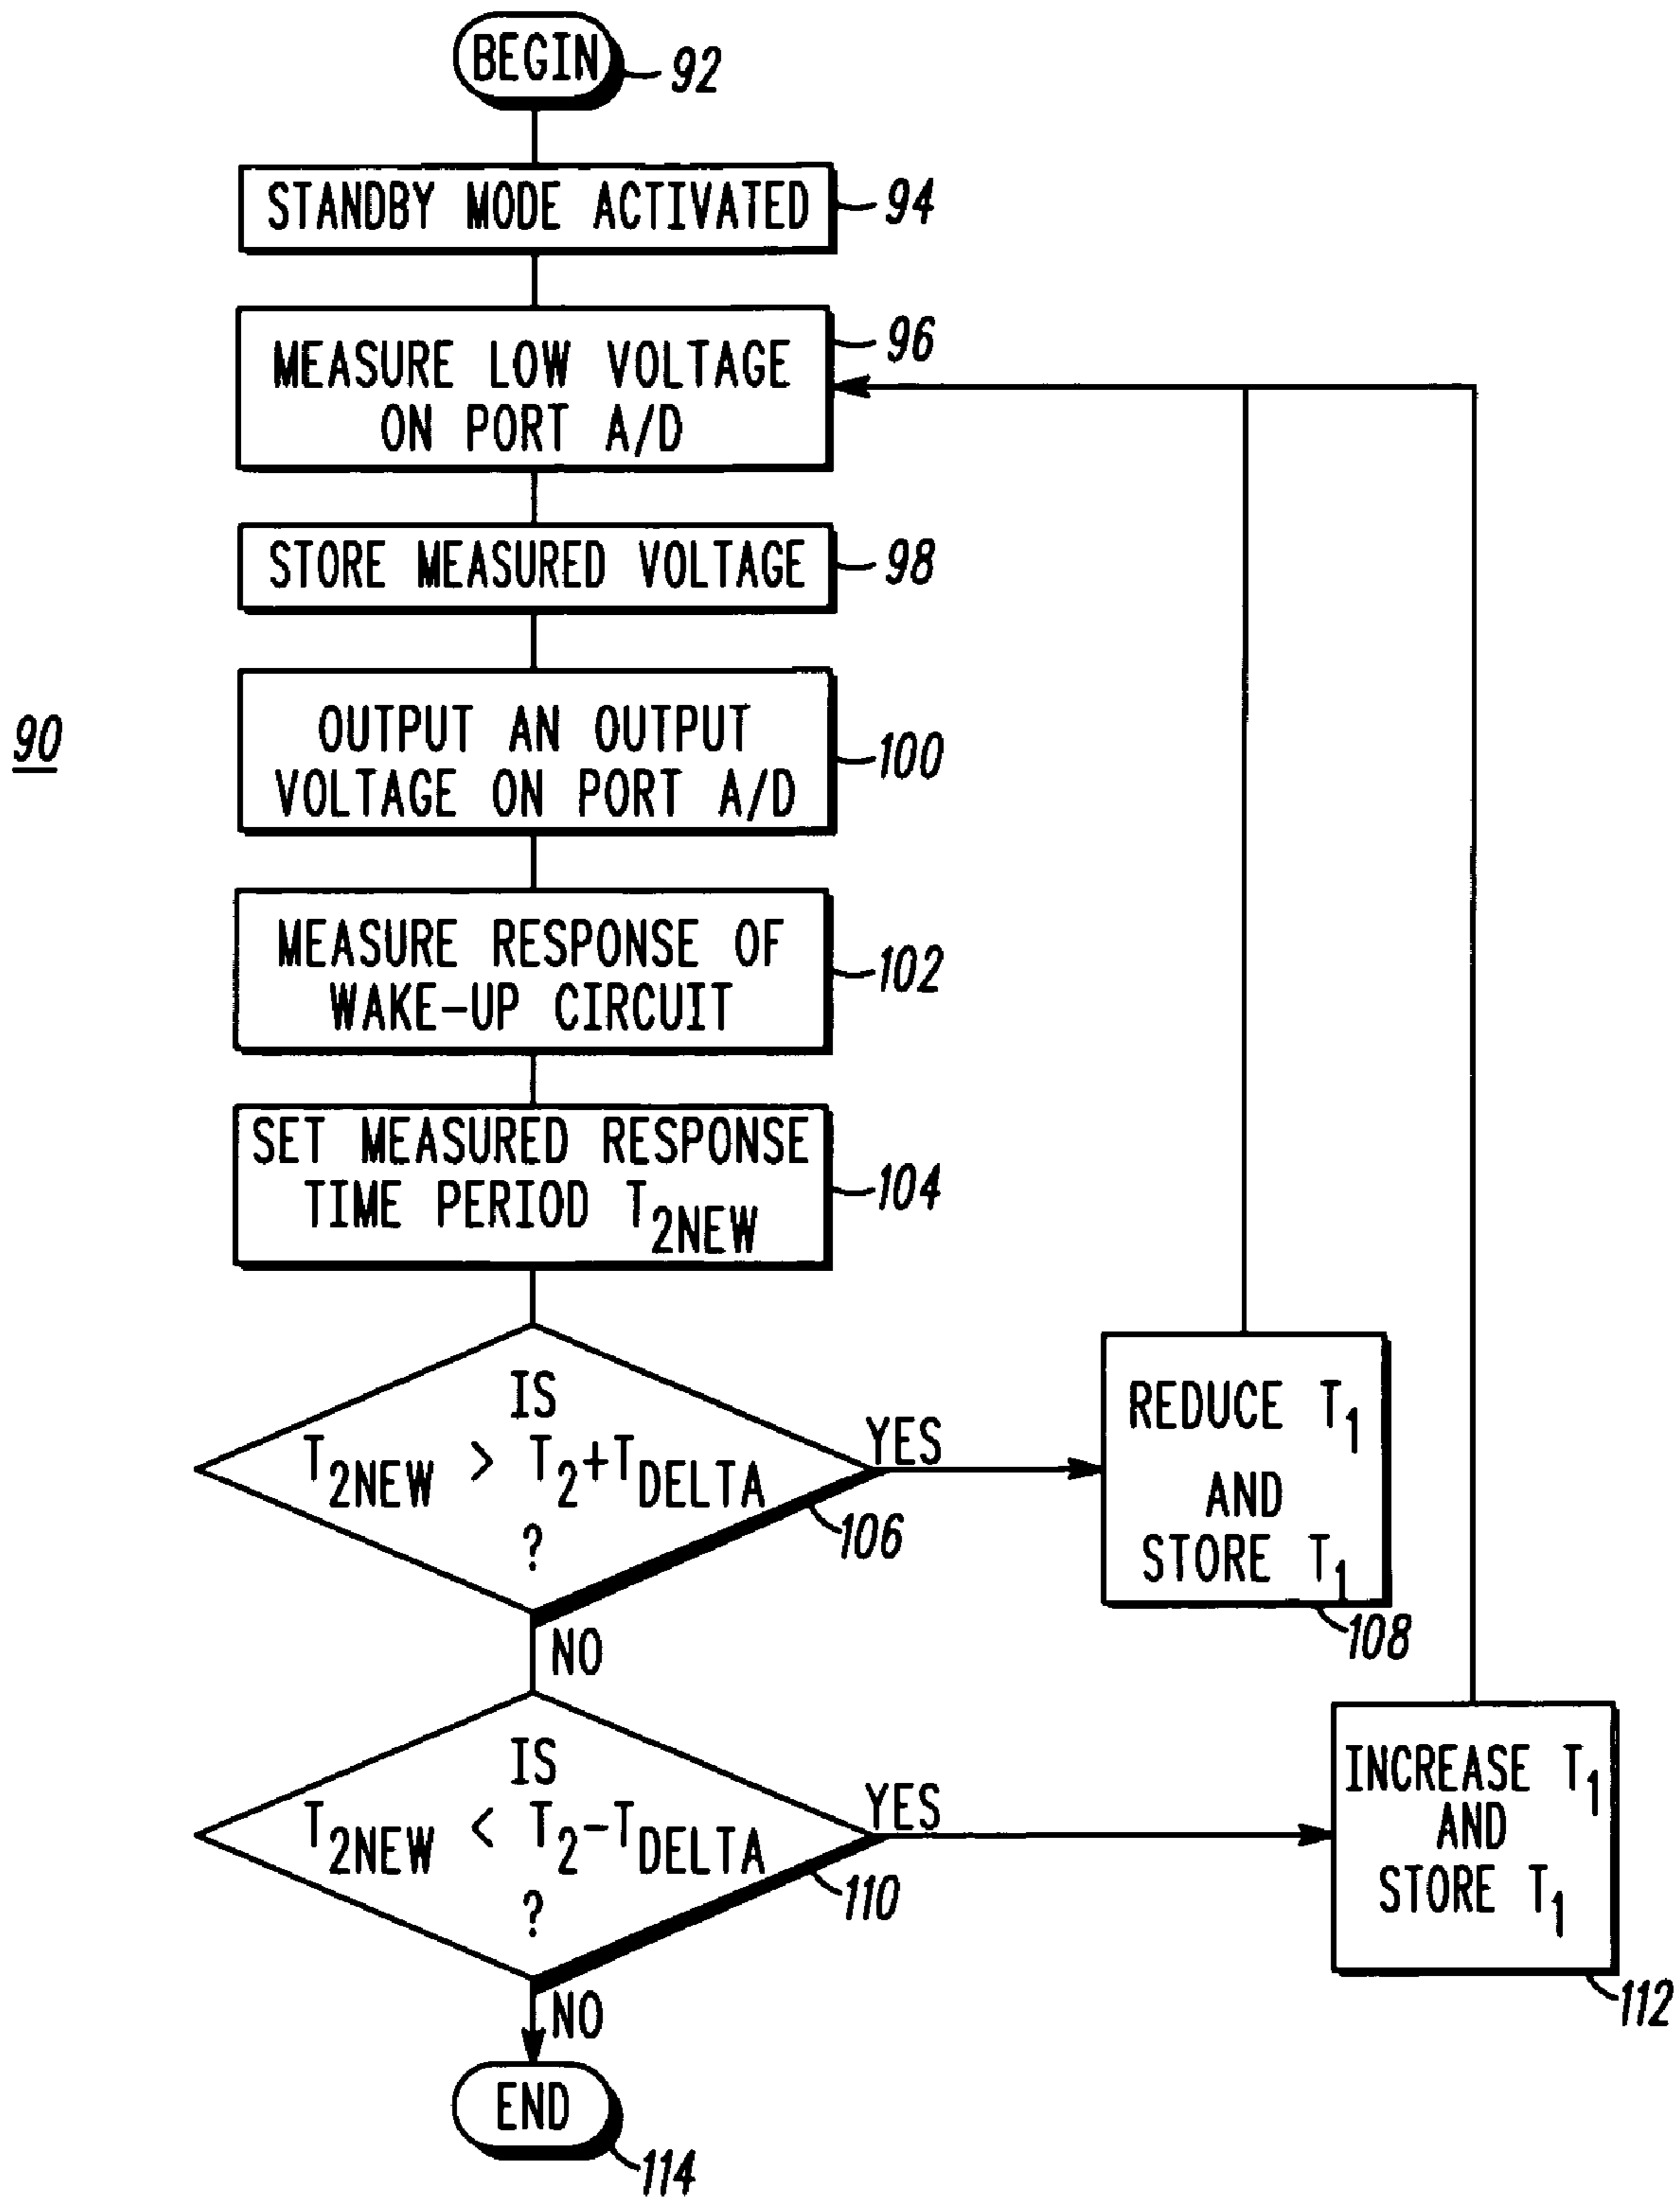 BEGIN
92
STANDBY MODE ACTIVATED
94
MEASURE LOW VOLTAGE
ON PORT A/D
96
STORE MEASURED VOLTAGE
98
90
OUTPUT AN OUTPUT
VOLTAGE ON PORT A/D
100
MEASURE RESPONSE OF
WAKE-UP CIRCUIT
102
SET MEASURED RESPONSE
TIME PERIOD T2NEW
104
IS
T2NEW > T2+TDELTA
?
YES
106
NO
REDUCE T1
AND
STORE T1
108
IS
T2NEW < T2-TDELTA
?
YES
110
NO
INCREASE T1
AND
STORE T1
112
END
114